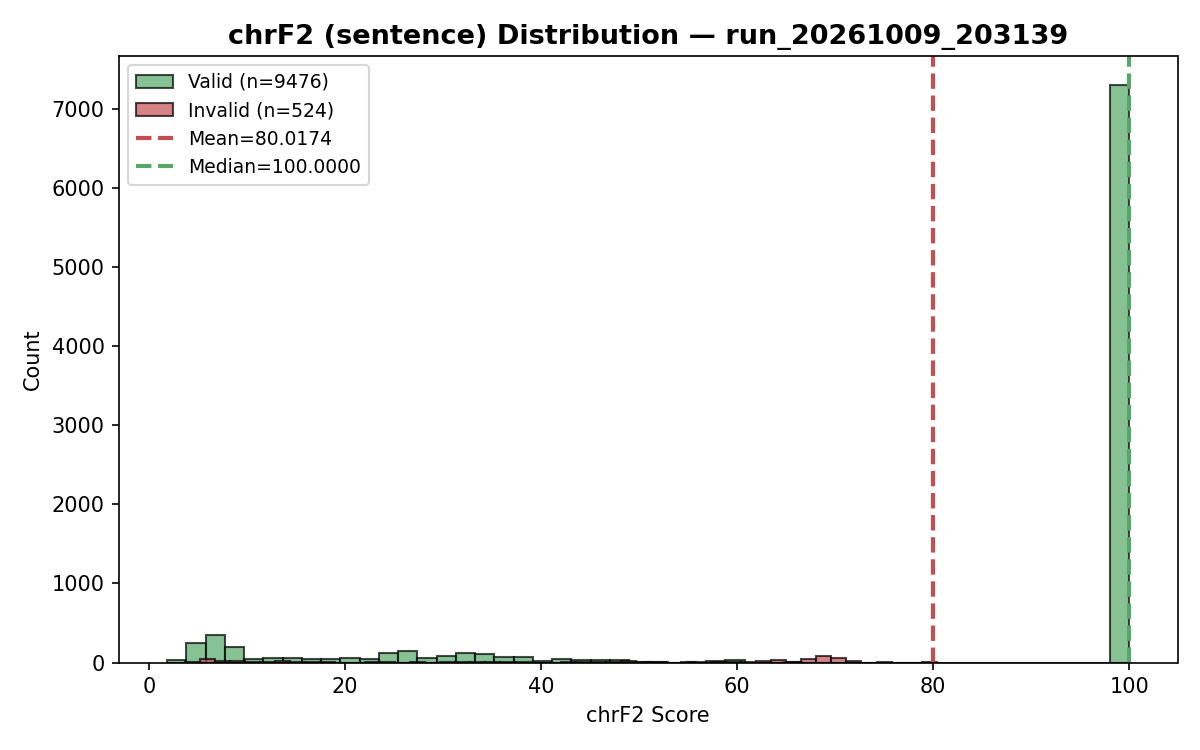 chrF2 (sentence) Distribution — run_20261009_203139
Valid (n=9476)
Invalid (n=524)
Mean=80.0174
Median=100.0000
Count
7000
6000
5000
4000
3000
2000
1000
0
0 20 40 60 80 100
chrF2 Score